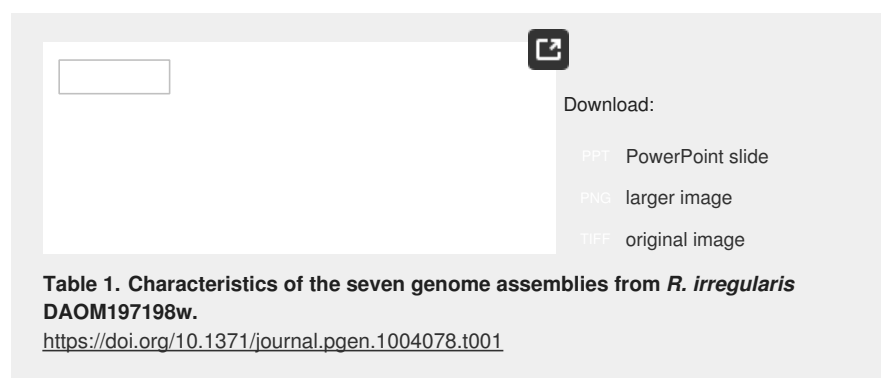 Download:
PPT PowerPoint slide
PNG larger image
TIFF original image
Table 1. Characteristics of the seven genome assemblies from R. irregularis
DAOM197198w.
https://doi.org/10.1371/journal.pgen.1004078.t001